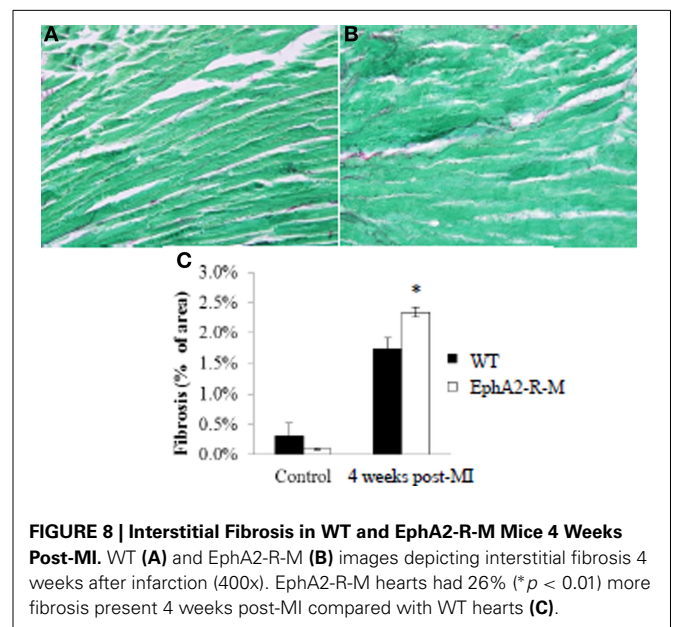 A B
C
3.0%
2.5%
2.0%
1.5%
1.0%
0.5%
0.0%
Fibrosis (% of area)
*
WT
EphA2-R-M
Control 4 weeks post-MI
FIGURE 8 | Interstitial Fibrosis in WT and EphA2-R-M Mice 4 Weeks
Post-MI. WT (A) and EphA2-R-M (B) images depicting interstitial fibrosis 4
weeks after infarction (400x). EphA2-R-M hearts had 26% (*p < 0.01) more
fibrosis present 4 weeks post-MI compared with WT hearts (C).